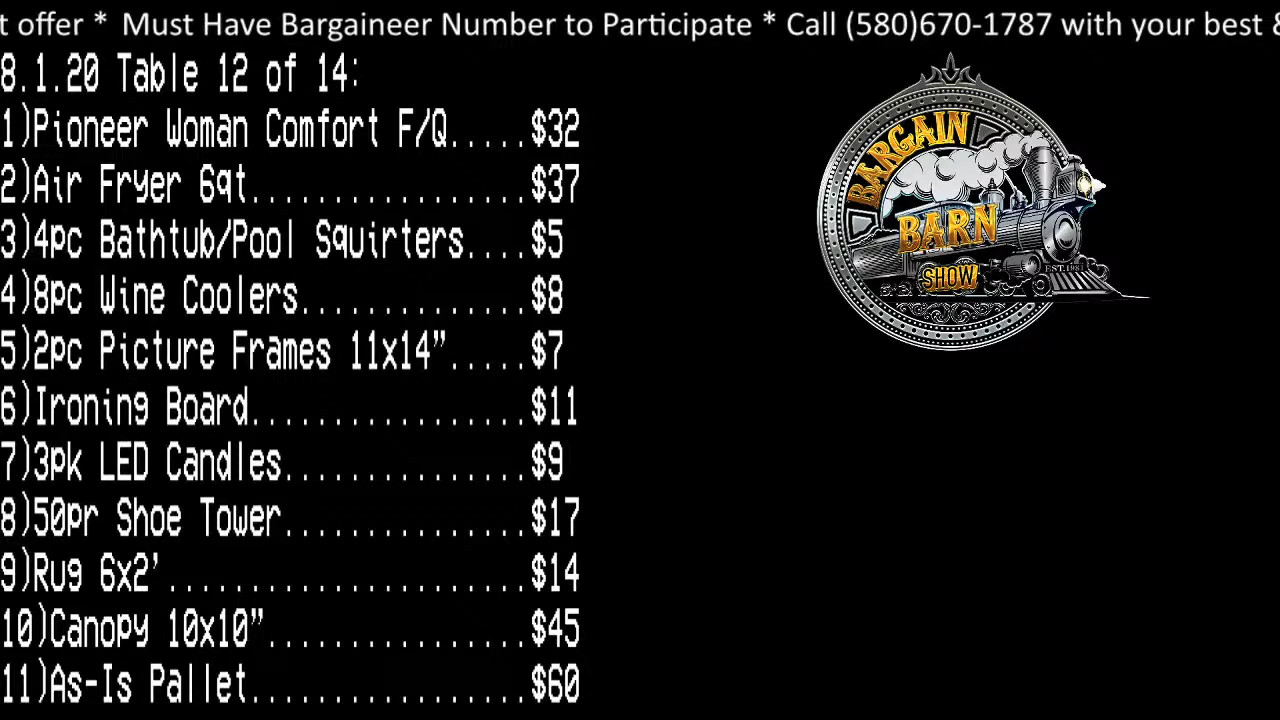 t offer * Must Have Bargaineer Number to Participate * Call (580)670-1787 with your best &
8.1.20 Table 12 of 14:
1)Pioneer Woman Comfort F/Q.....$32
2)Air Fryer 6qt.................$37
3)4pc Bathtub/Pool Squirters....$5
4)8pc Wine Coolers..............$8
5)2pc Picture Frames 11x14”.....$7
6)Ironing Board.................$11
7)3pk LED Candles...............$9
8)50pr Shoe Tower...............$17
9)Rug 6x2’......................$14
10)Canopy 10x10”................$45
11)As-Is Pallet.................$60
BARGAIN
BARN
SHOW